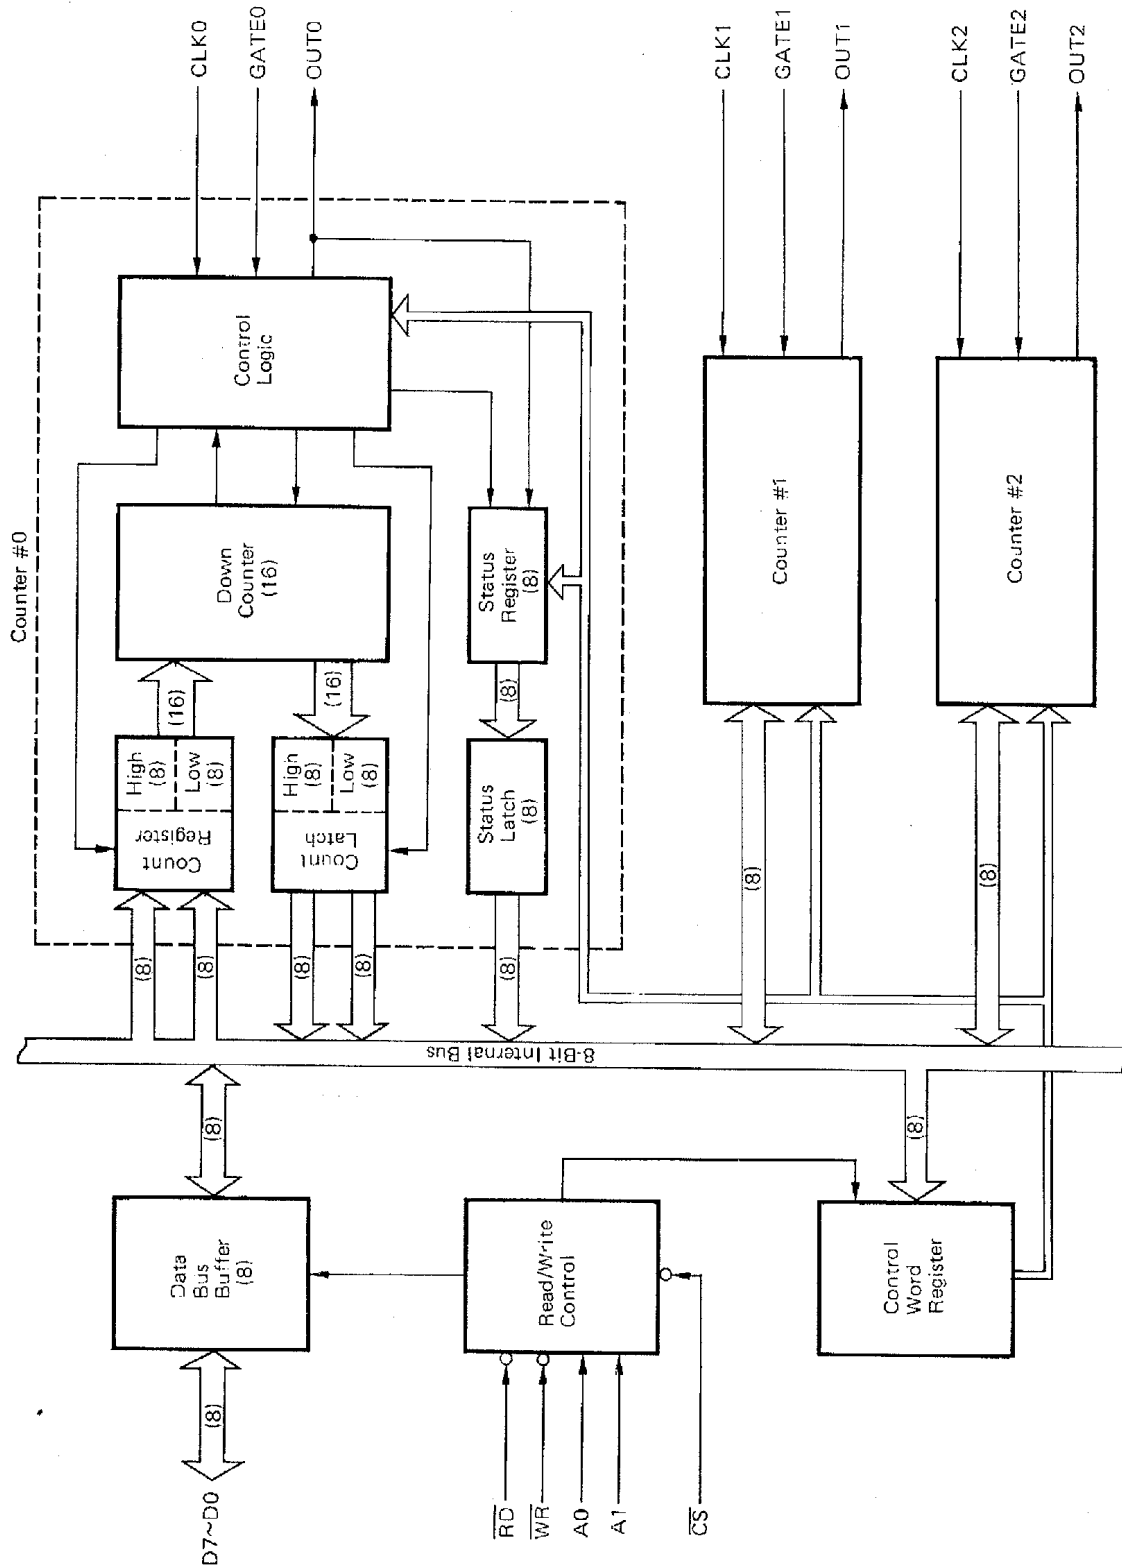 Counter #0
CLK0
GATE0
OUT0
Control
Logic
Down
Counter
(16)
(16)
(16)
High
(8)
Low
(8)
Count
Register
High
(8)
Low
(8)
Count
Latch
Status
Register
(8)
(8)
Status
Latch
(8)
(8)
(8)
(8)
(8)
(8)
8-Bit Internal Bus
CLK1
GATE1
OUT1
Counter #1
(8)
CLK2
GATE2
OUT2
Counter #2
(8)
D7~D0
(8)
Data
Bus
Buffer
(8)
(8)
RD
WR
A0
A1
CS
Read/Write
Control
(8)
Control
Word
Register